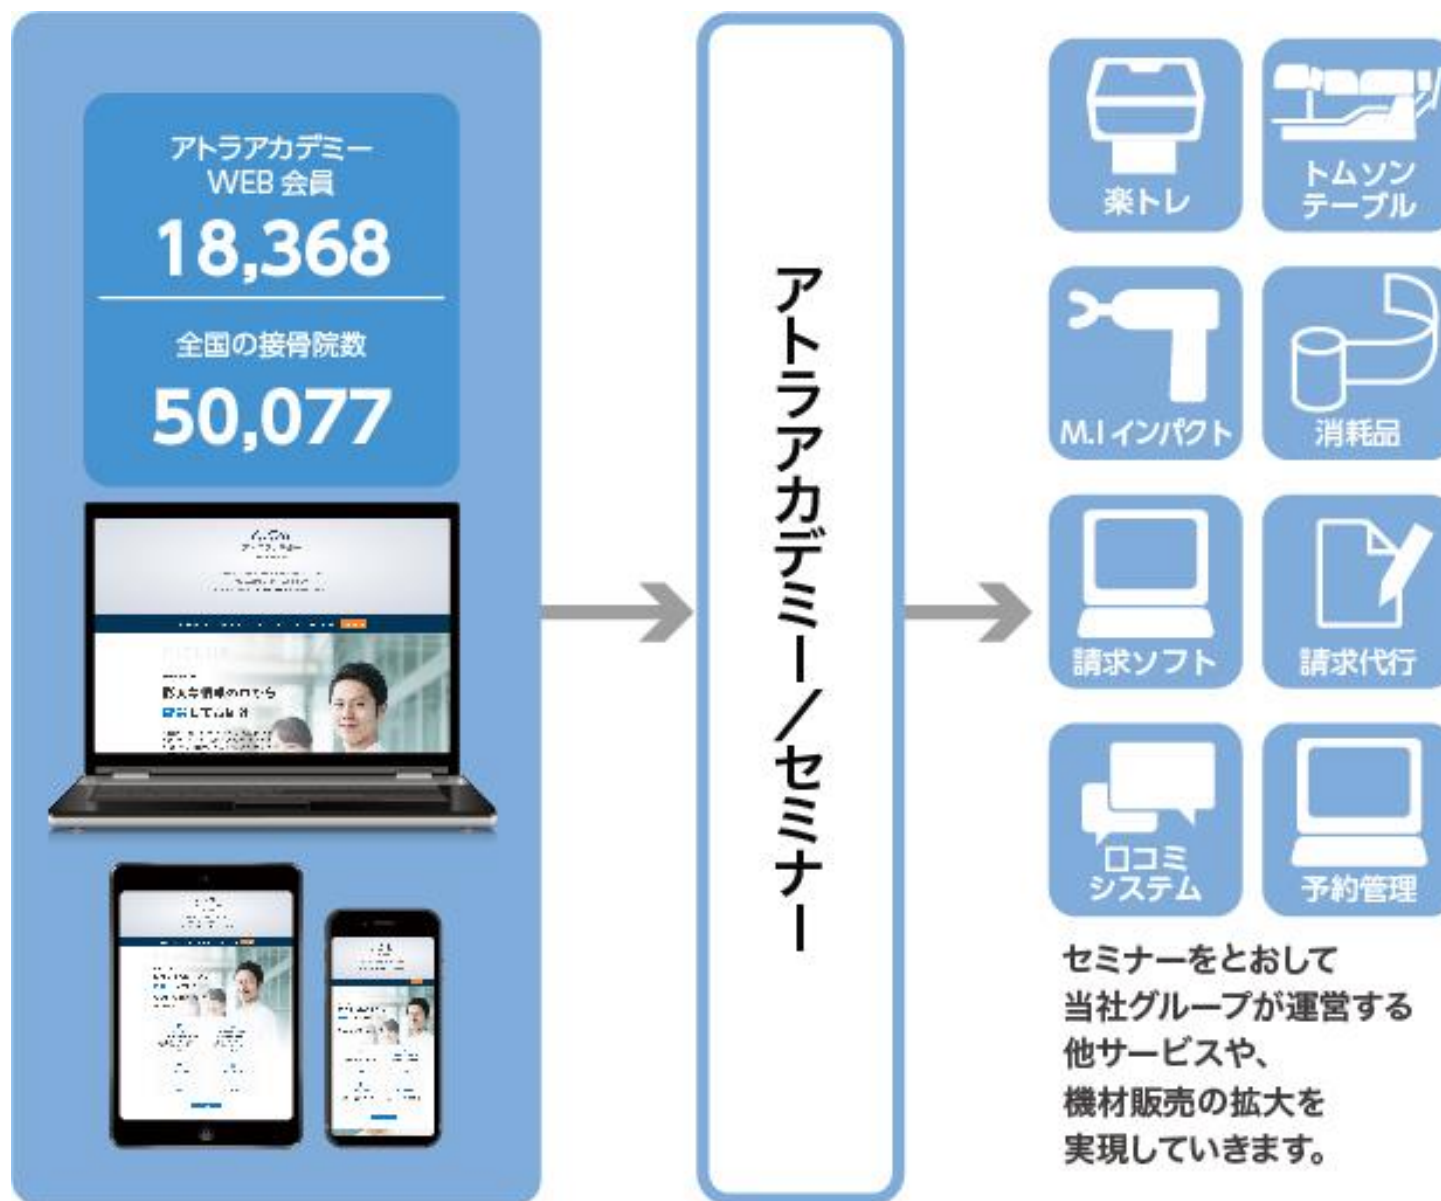 アトラアカデミー
WEB 会員
18,368
全国の接骨院数
50,077
アトラアカデミー/セミナー
楽トレ
トムソン
テーブル
M.I インパクト
消耗品
請求ソフト
請求代行
口コミ
システム
予約管理
セミナーをとおして
当社グループが運営する
他サービスや、
機材販売の拡大を
実現していきます。